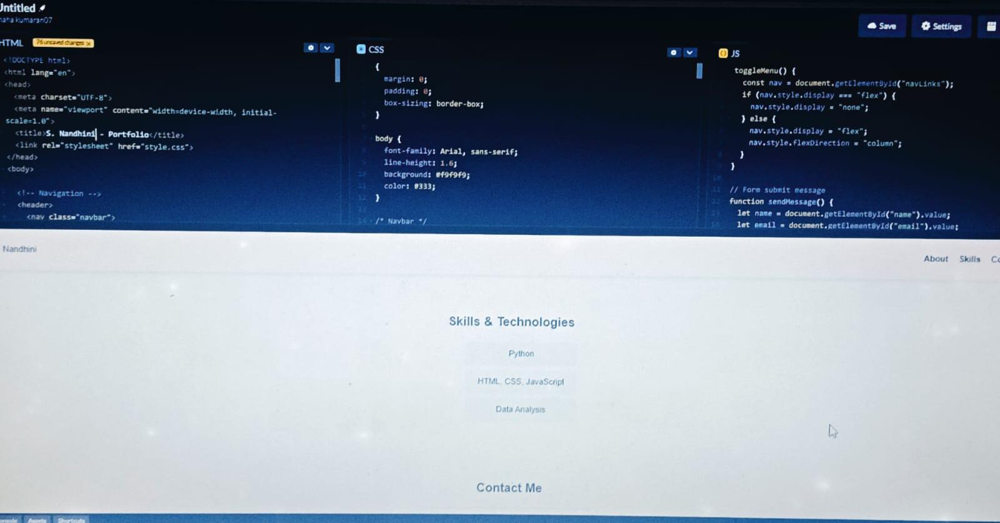 Untitled
HTML
76 unsaved changes x
<!DOCTYPE html>
<html lang="en">
<head>
<meta charset="UTF-8">
<meta name="viewport" content="width=device-width, initial-
scale=1.0">
<title>S. Nandhini - Portfolio</title>
<link rel="stylesheet" href="style.css">
</head>
<body>
<!-- Navigation -->
<header>
<nav class="navbar">
CSS
{
margin: 0;
padding: 0;
box-sizing: border-box;
}
body {
font-family: Arial, sans-serif;
line-height: 1.6;
background: #f9f9f9;
color: #333;
}
/* Navbar */
Save
Settings
JS
toggleMenu() {
const nav = document.getElementById("navLinks");
if (nav.style.display === "flex") {
nav.style.display = "none";
} else {
nav.style.display = "flex";
nav.style.flexDirection = "column";
}
}
// Form submit message
function sendMessage() {
let name = document.getElementById("name").value;
let email = document.getElementById("email").value;
Nandhini
About Skills
Skills & Technologies
Python
HTML, CSS, JavaScript
Data Analysis
Contact Me
Assets Shortcuts